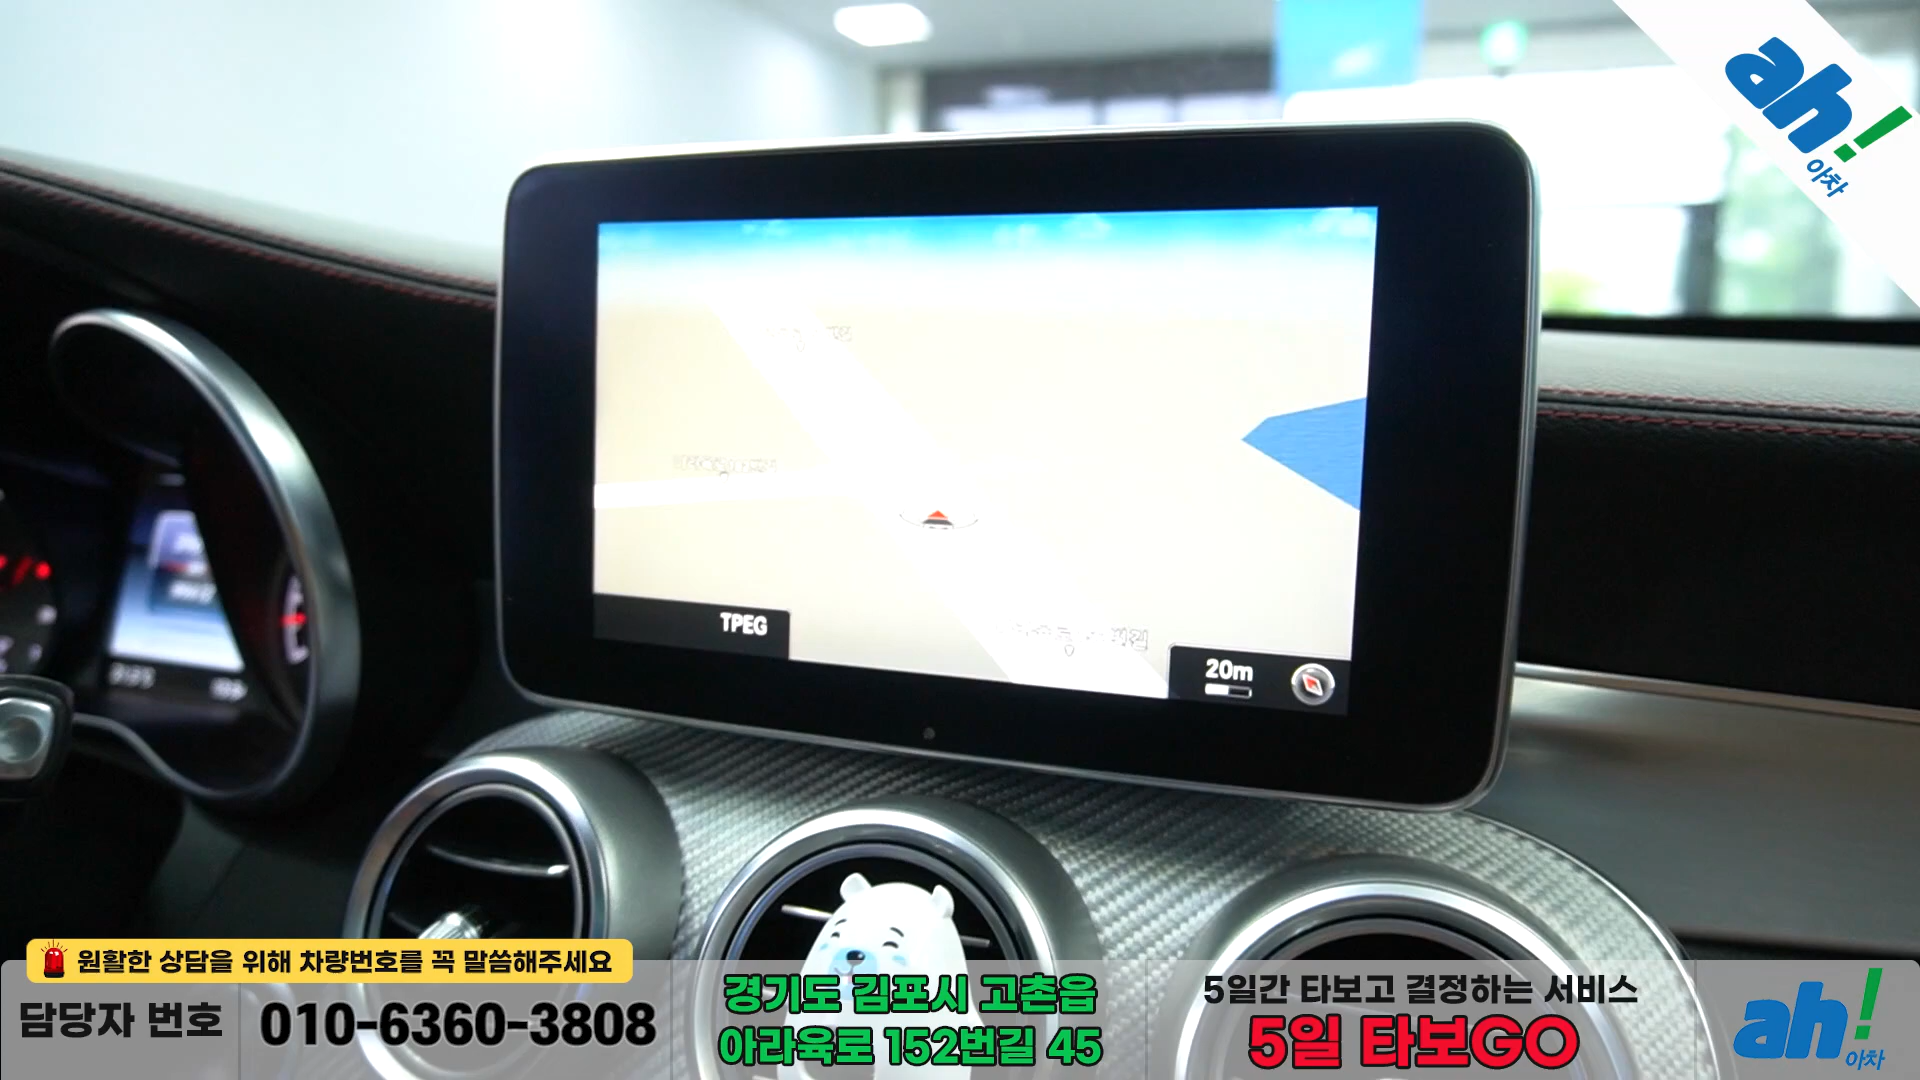 ah!
아차
TPEG
20m
원활한 상담을 위해 차량번호를 꼭 말씀해주세요
담당자 번호
010-6360-3808
경기도 김포시 고촌읍
아라육로 152번길 45
5일간 타보고 결정하는 서비스
5일 타보GO
ah!
아차